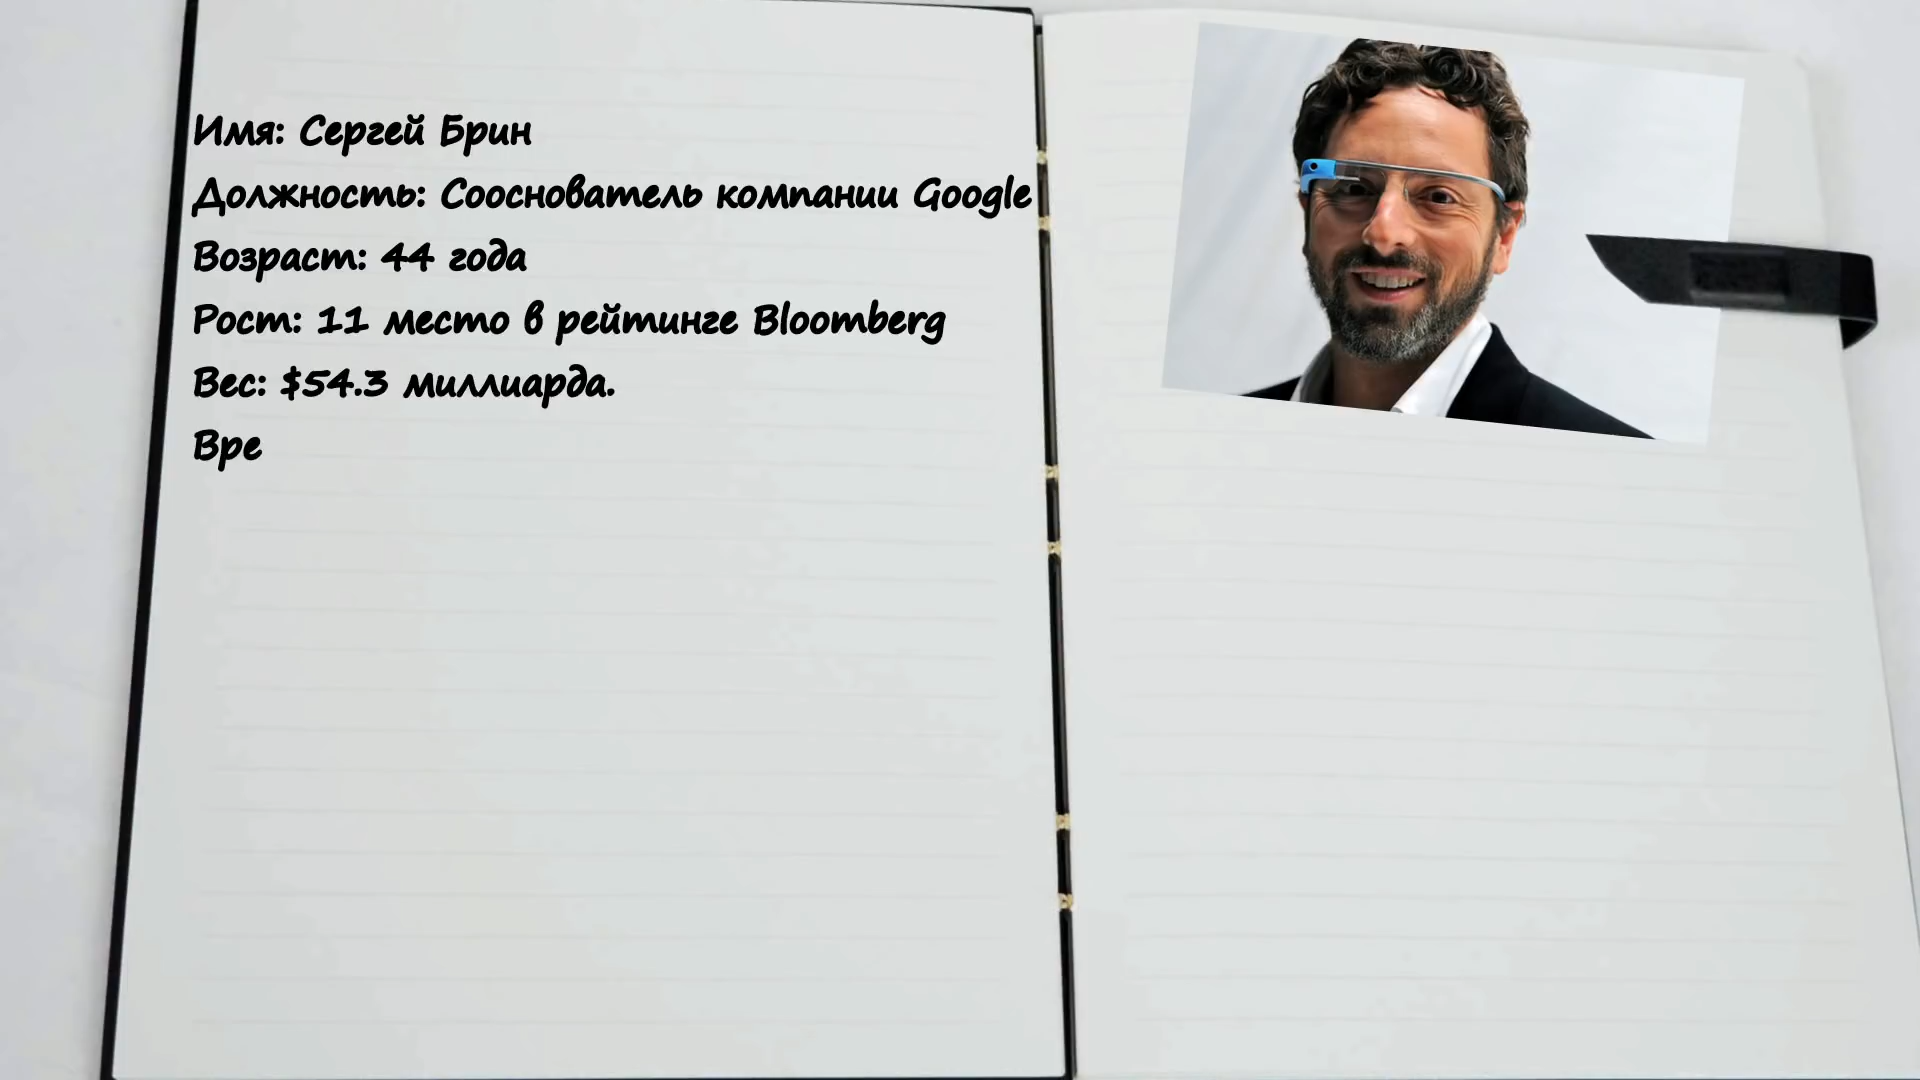 Имя: Сергей Брин
Должность: Сооснователь компании Google
Возраст: 44 года
Рост: 11 место в рейтинге Bloomberg
Вес: $54.3 миллиарда.
Вре